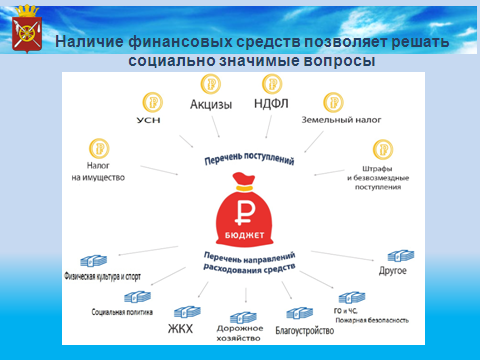 Наличие финансовых средств позволяет решать
социально значимые вопросы
УСН
Акцизы
НДФЛ
Земельный налог
Налог
на имущество
Перечень поступлений
Штрафы
и безвозмездные
поступления
БЮДЖЕТ
Перечень направлений
расходования средств
Физическая культура и спорт
Социальная политика
ЖКХ
Дорожное
хозяйство
Благоустройство
ГО и ЧС,
Пожарная безопасность
Другое